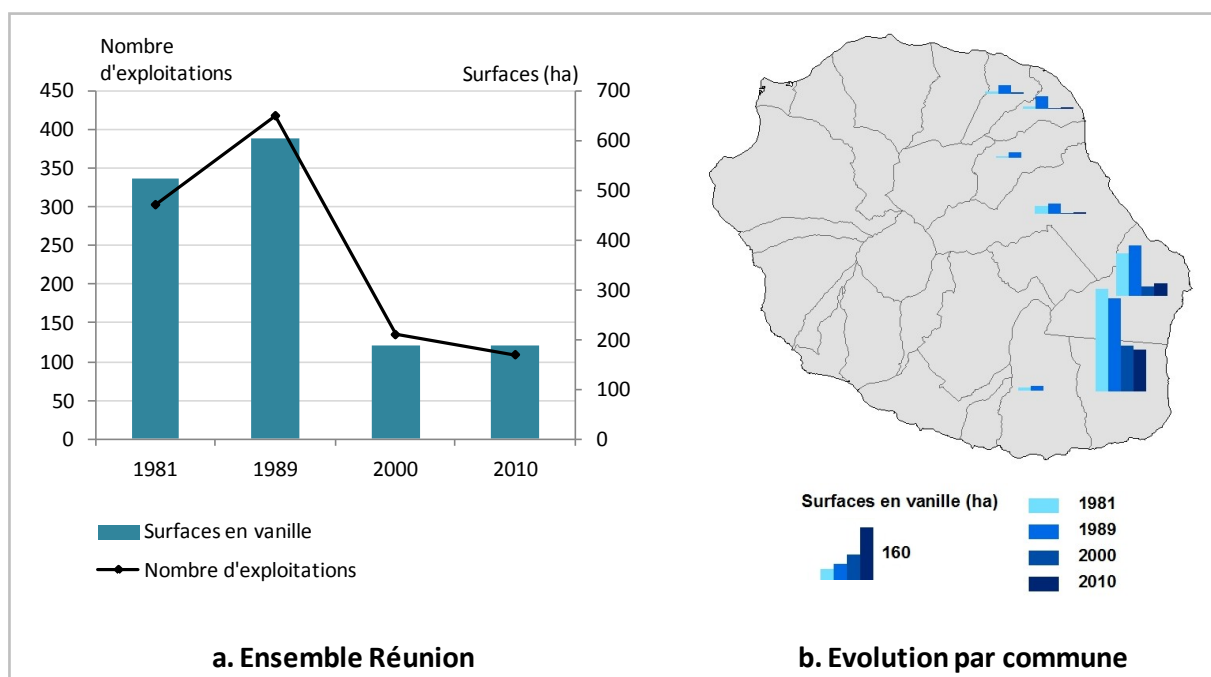 Nombre
d'exploitations
Surfaces (ha)
450
400
350
300
250
200
150
100
50
0
700
600
500
400
300
200
100
0
1981 1989 2000 2010
Surfaces en vanille
Nombre d'exploitations
a. Ensemble Réunion
Surfaces en vanille (ha)
160
1981
1989
2000
2010
b. Evolution par commune